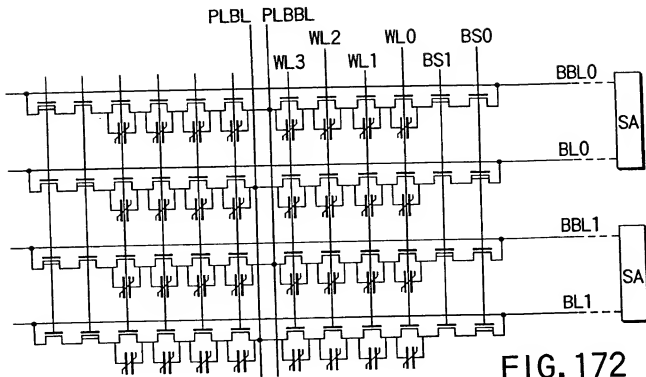 PLBL PLBBL
WL3 WL2 WL1 WL0 BS1 BS0
BBL0
SA
BL0
BBL1
SA
BL1
FIG. 172